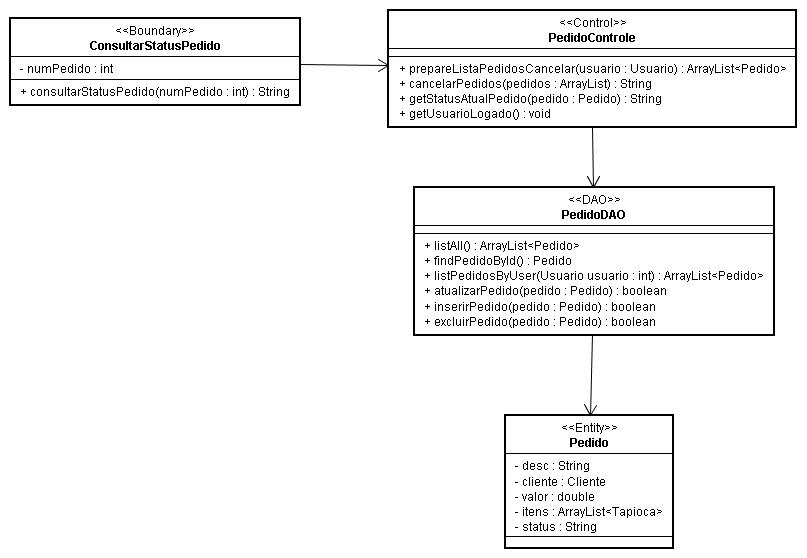 <<Boundary>>
ConsultarStatusPedido
- numPedido : int
+ consultarStatusPedido(numPedido : int) : String
<<Control>>
PedidoControle
+ prepareListaPedidosCancelar(usuario : Usuario) : ArrayList<Pedido>
+ cancelarPedidos(pedidos : ArrayList) : String
+ getStatusAtualPedido(pedido : Pedido) : String
+ getUsuarioLogado() : void
<<DAO>>
PedidoDAO
+ listAll() : ArrayList<Pedido>
+ findPedidoById() : Pedido
+ listPedidosByUser(Usuario usuario : int) : ArrayList<Pedido>
+ atualizarPedido(pedido : Pedido) : boolean
+ inserirPedido(pedido : Pedido) : boolean
+ excluirPedido(pedido : Pedido) : boolean
<<Entity>>
Pedido
- desc : String
- cliente : Cliente
- valor : double
- itens : ArrayList<Tapioca>
- status : String